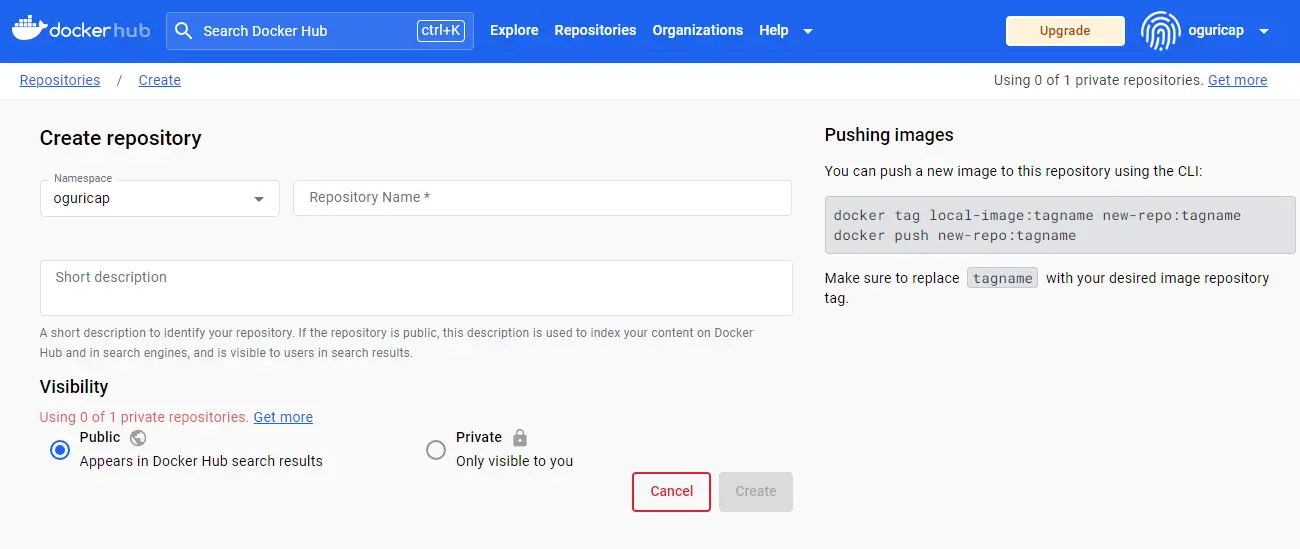 dockerhub Search Docker Hub ctrl+K Explore Repositories Organizations Help Upgrade oguricap
Repositories / Create Using 0 of 1 private repositories. Get more
Create repository
Namespace
oguricap
Repository Name *
Short description
A short description to identify your repository. If the repository is public, this description is used to index your content on Docker
Hub and in search engines, and is visible to users in search results.
Visibility
Using 0 of 1 private repositories. Get more
Public
Appears in Docker Hub search results
Private
Only visible to you
Cancel Create
Pushing images
You can push a new image to this repository using the CLI:
docker tag local-image:tagname new-repo:tagname
docker push new-repo:tagname
Make sure to replace tagname with your desired image repository
tag.